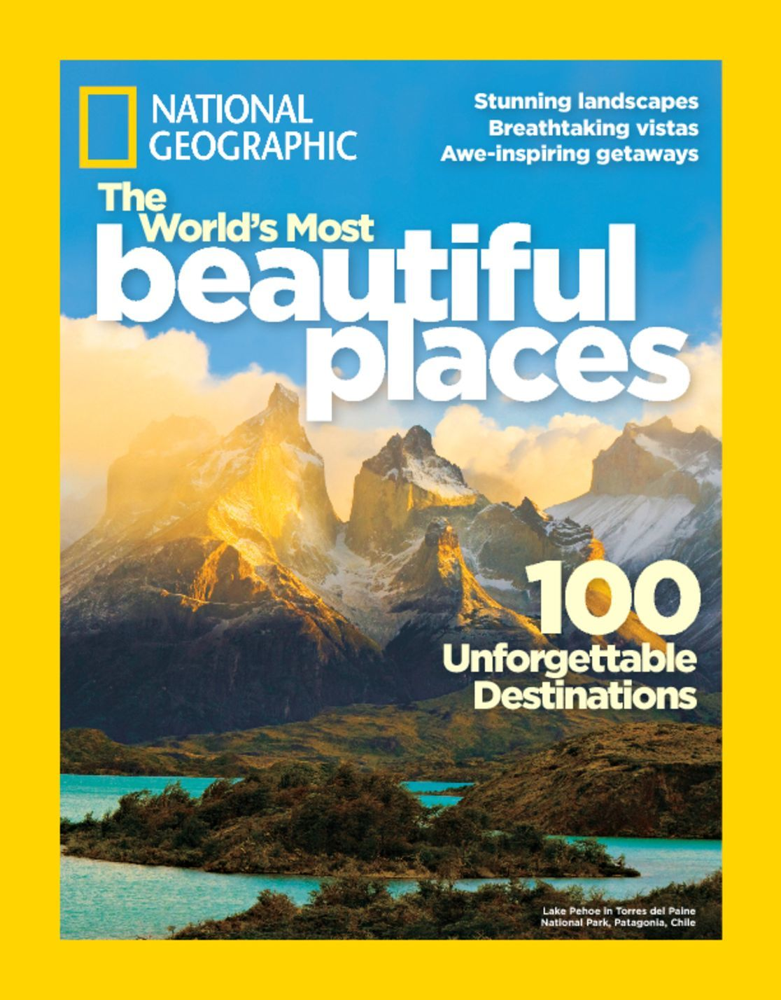 NATIONAL
GEOGRAPHIC
Stunning landscapes
Breathtaking vistas
Awe-inspiring getaways
The
World's Most
beautiful
places
100
Unforgettable
Destinations
Lake Pehoe in Torres del Paine
National Park, Patagonia, Chile